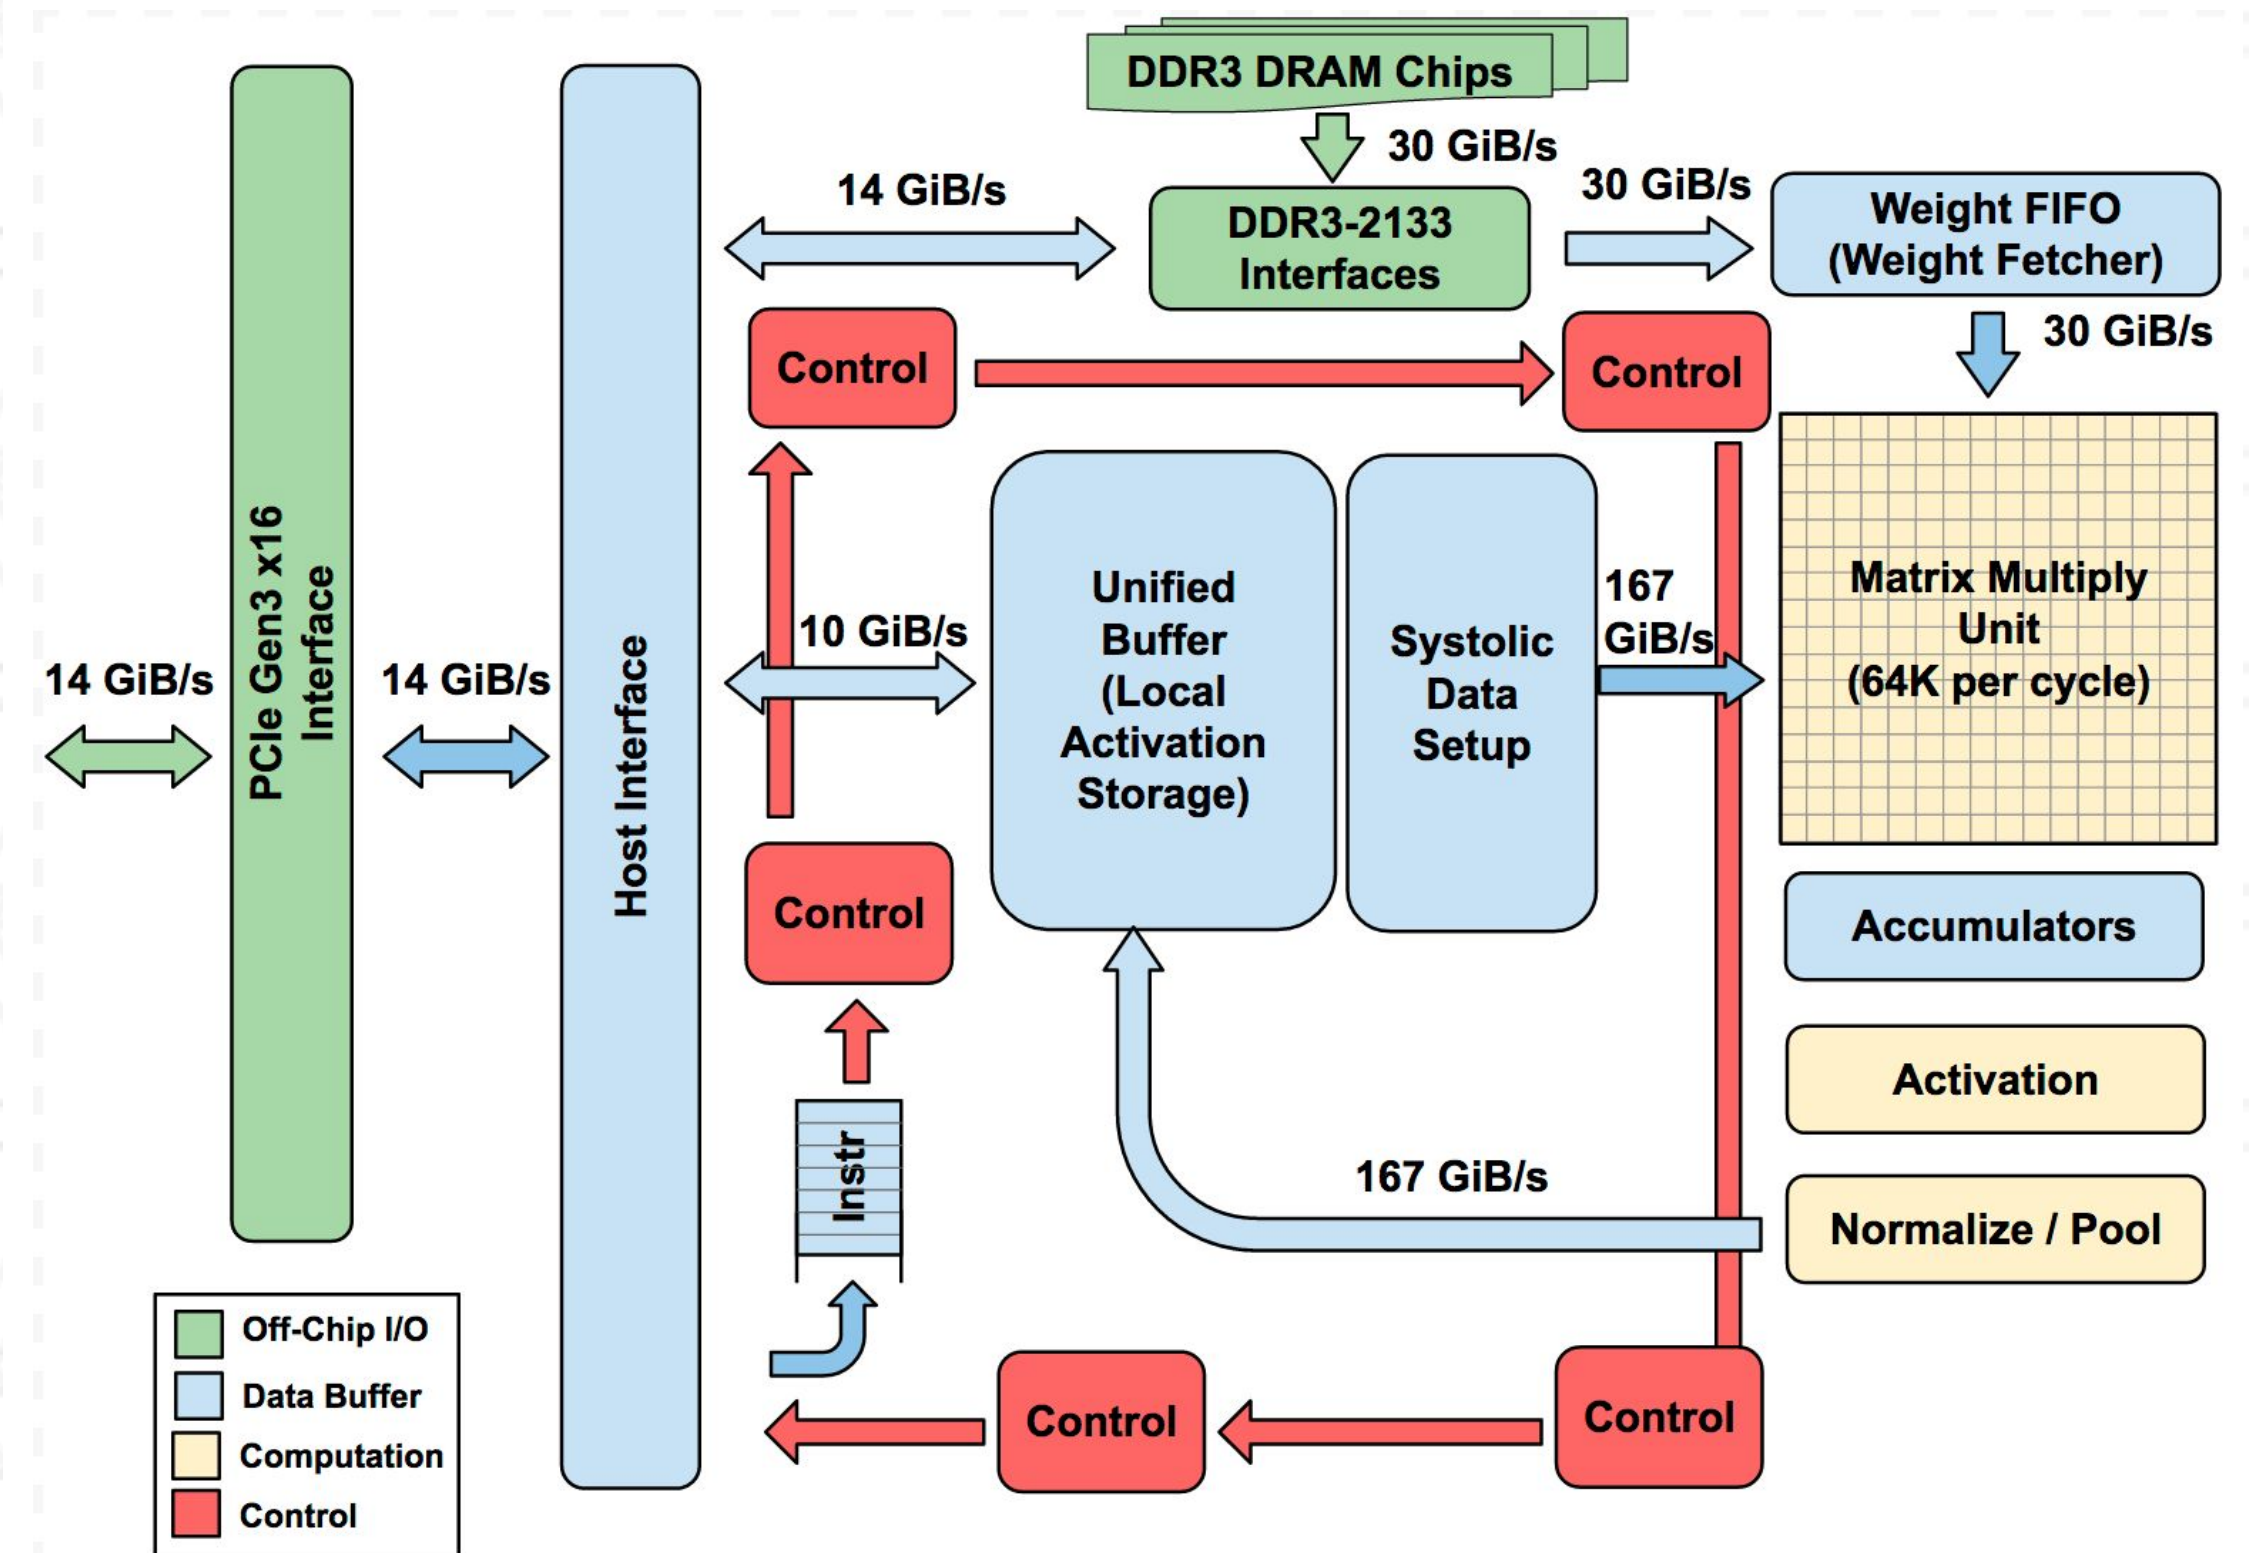 DDR3 DRAM Chips
30 GiB/s
14 GiB/s
DDR3-2133
Interfaces
30 GiB/s
Weight FIFO
(Weight Fetcher)
30 GiB/s
Control
Control
PCIe Gen3 x16
Interface
Host Interface
14 GiB/s
14 GiB/s
10 GiB/s
Unified
Buffer
(Local
Activation
Storage)
Systolic
Data
Setup
167
GiB/s
Matrix Multiply
Unit
(64K per cycle)
Control
Accumulators
Activation
Instr
167 GiB/s
Normalize / Pool
Control
Control
Off-Chip I/O
Data Buffer
Computation
Control